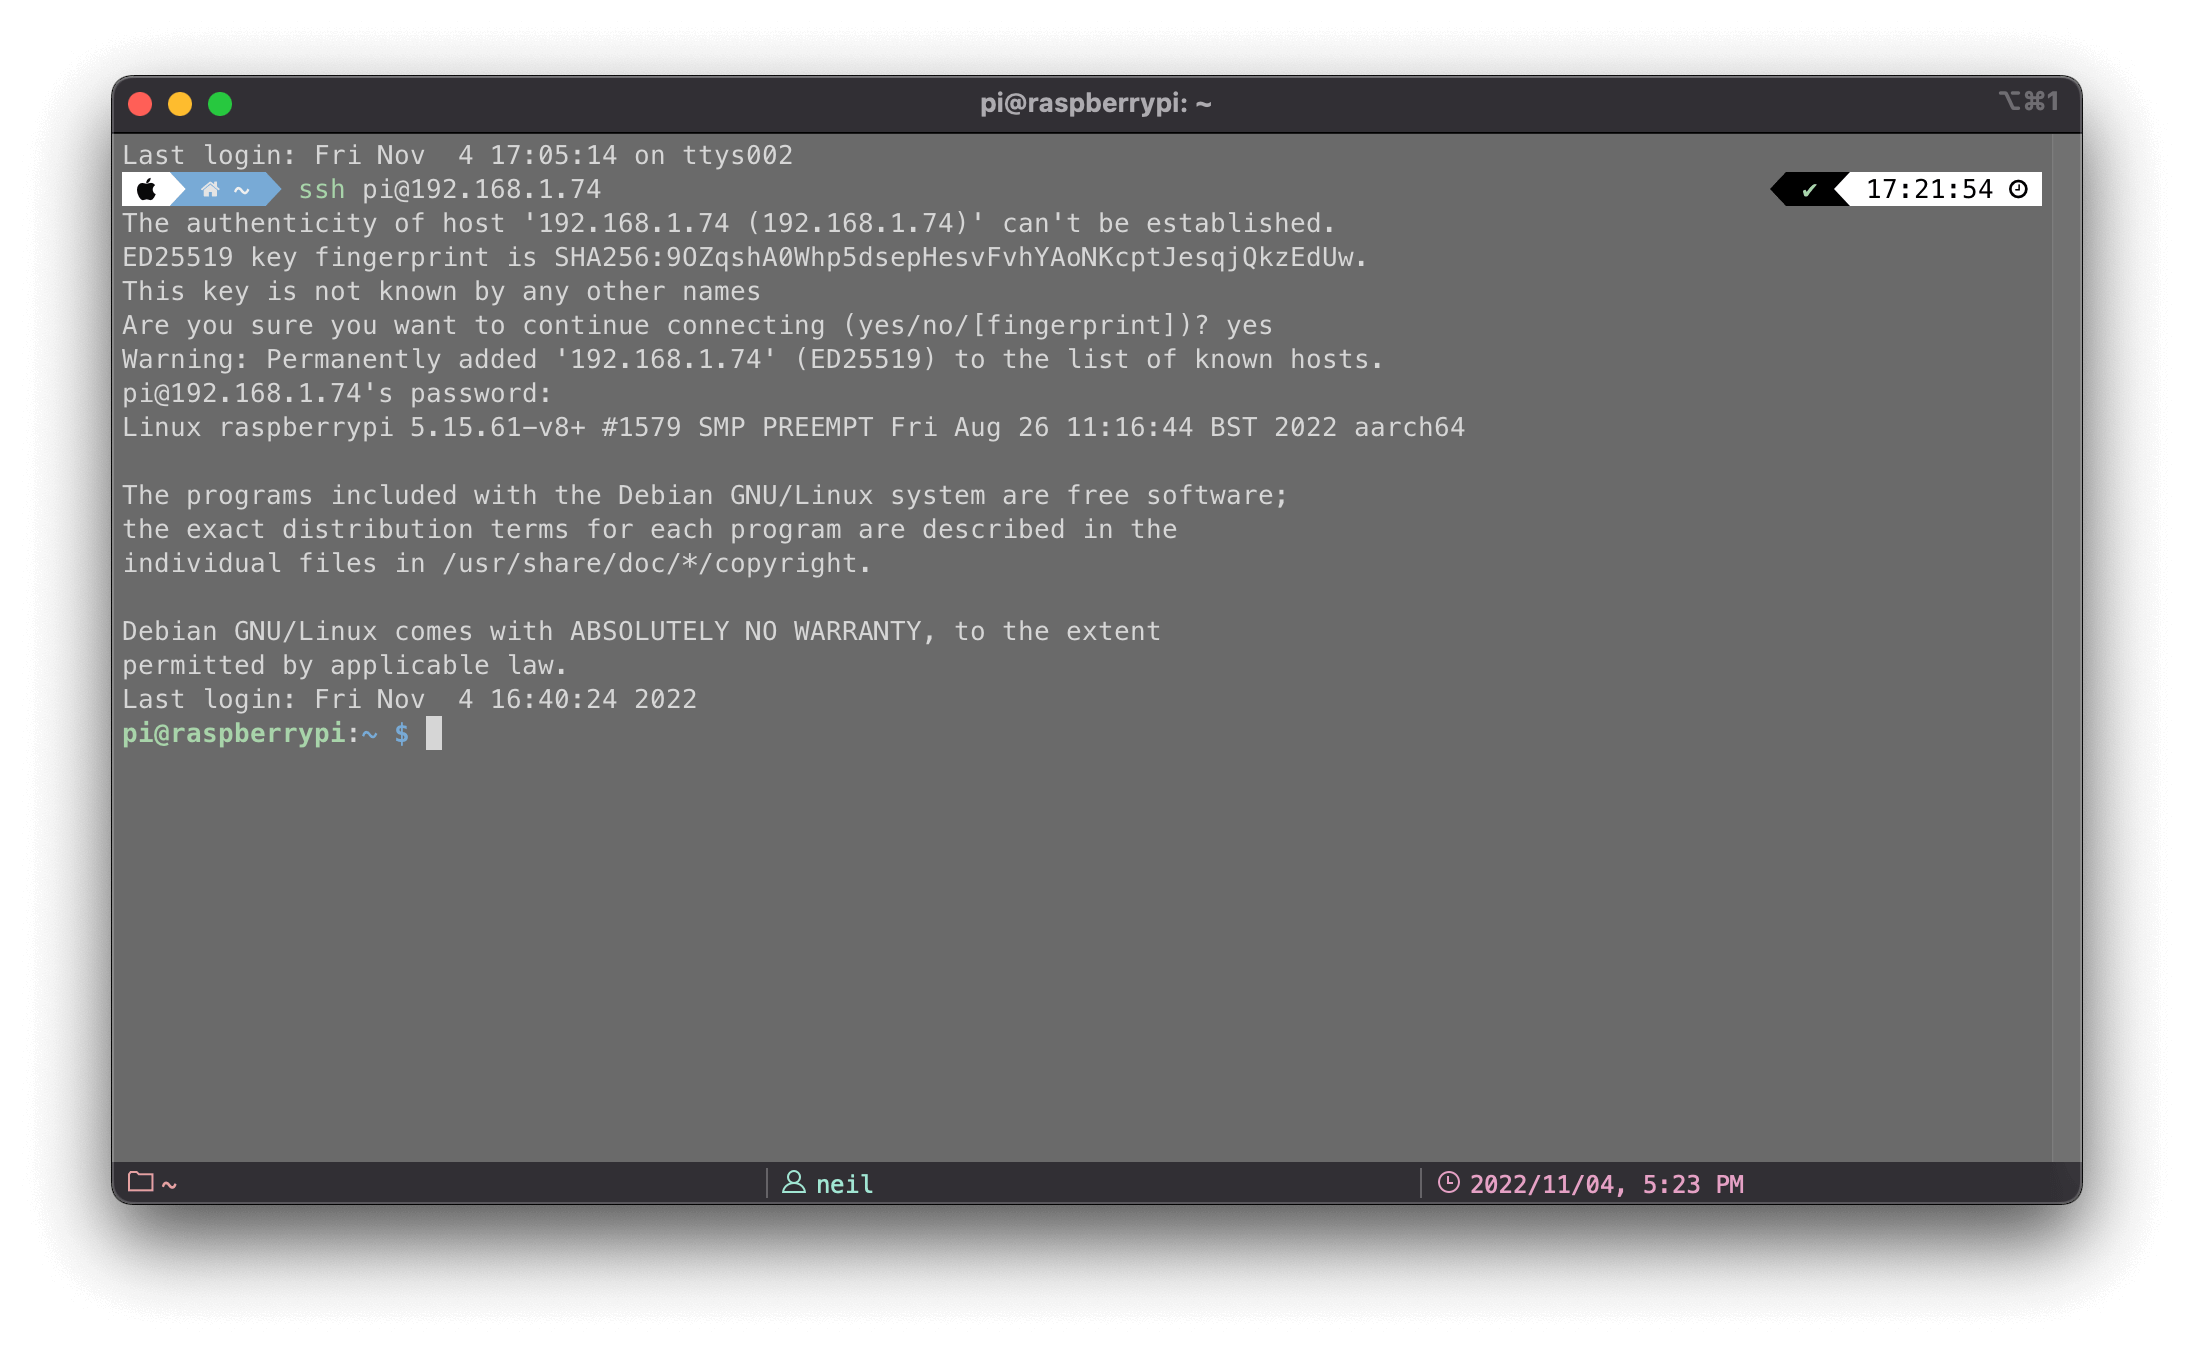 pi@raspberrypi: ~
⌥⌘1
Last login: Fri Nov  4 17:05:14 on ttys002
~ ssh pi@192.168.1.74 ✔ 17:21:54
The authenticity of host '192.168.1.74 (192.168.1.74)' can't be established.
ED25519 key fingerprint is SHA256:9OZqshA0Whp5dsepHesvFvhYAoNKcptJesqjQkzEdUw.
This key is not known by any other names
Are you sure you want to continue connecting (yes/no/[fingerprint])? yes
Warning: Permanently added '192.168.1.74' (ED25519) to the list of known hosts.
pi@192.168.1.74's password:
Linux raspberrypi 5.15.61-v8+ #1579 SMP PREEMPT Fri Aug 26 11:16:44 BST 2022 aarch64

The programs included with the Debian GNU/Linux system are free software;
the exact distribution terms for each program are described in the
individual files in /usr/share/doc/*/copyright.

Debian GNU/Linux comes with ABSOLUTELY NO WARRANTY, to the extent
permitted by applicable law.
Last login: Fri Nov  4 16:40:24 2022
pi@raspberrypi:~ $
~
neil
2022/11/04, 5:23 PM